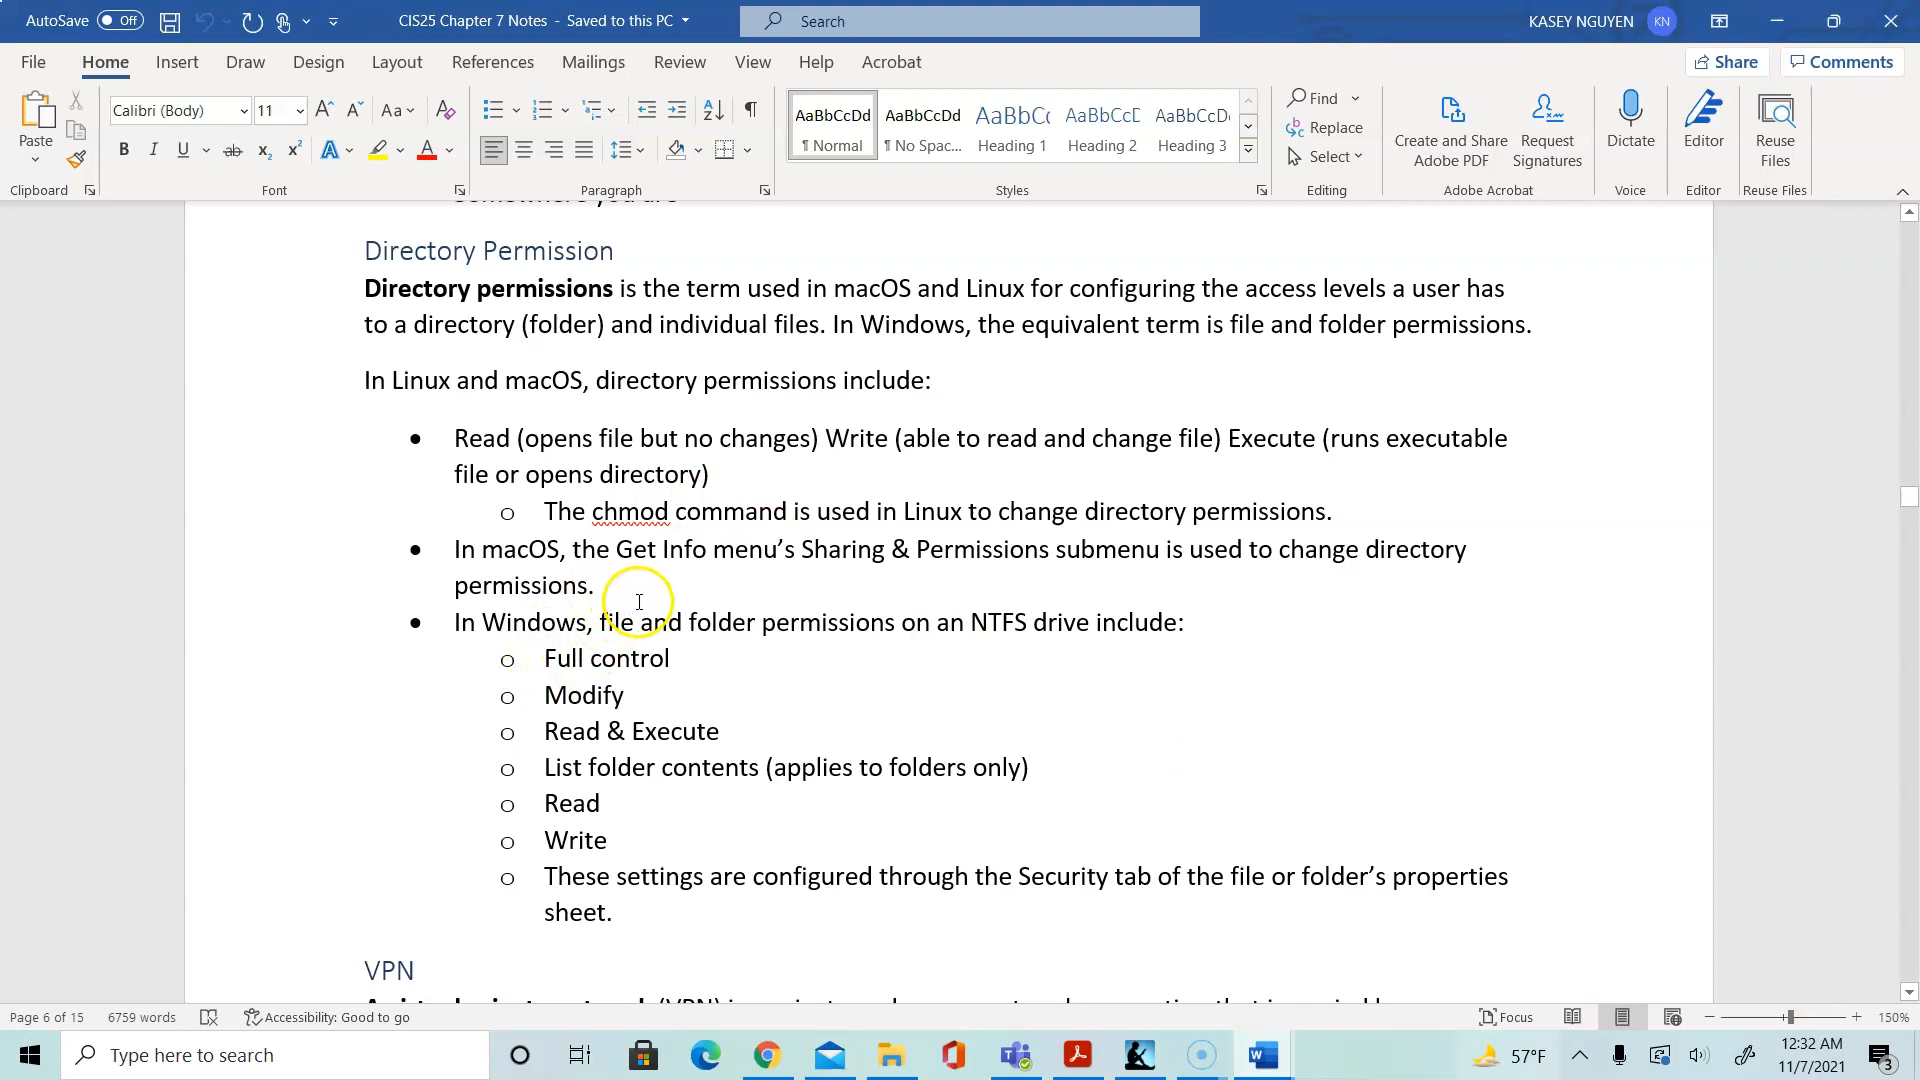 AutoSave Off CIS25 Chapter 7 Notes - Saved to this PC Search KASEY NGUYEN KN
File Home Insert Draw Design Layout References Mailings Review View Help Acrobat Share Comments
Paste Calibri (Body) 11 Aa AaBbCcDd AaBbCcDd AaBbCc AaBbCcD AaBbCcD Find
¶ Normal ¶ No Spac... Heading 1 Heading 2 Heading 3 Replace
Select
Create and Share Adobe PDF Request Signatures Dictate Editor Reuse Files
Clipboard Font Paragraph Styles Editing Adobe Acrobat Voice Editor Reuse Files
somewhere you are
Directory Permission
Directory permissions is the term used in macOS and Linux for configuring the access levels a user has
to a directory (folder) and individual files. In Windows, the equivalent term is file and folder permissions.
In Linux and macOS, directory permissions include:
• Read (opens file but no changes) Write (able to read and change file) Execute (runs executable
file or opens directory)
o The chmod command is used in Linux to change directory permissions.
• In macOS, the Get Info menu’s Sharing & Permissions submenu is used to change directory
permissions.
• In Windows, file and folder permissions on an NTFS drive include:
o Full control
o Modify
o Read & Execute
o List folder contents (applies to folders only)
o Read
o Write
o These settings are configured through the Security tab of the file or folder’s properties
sheet.
VPN
Page 6 of 15 6759 words Accessibility: Good to go Focus 150%
Type here to search 57°F 12:32 AM
11/7/2021 3